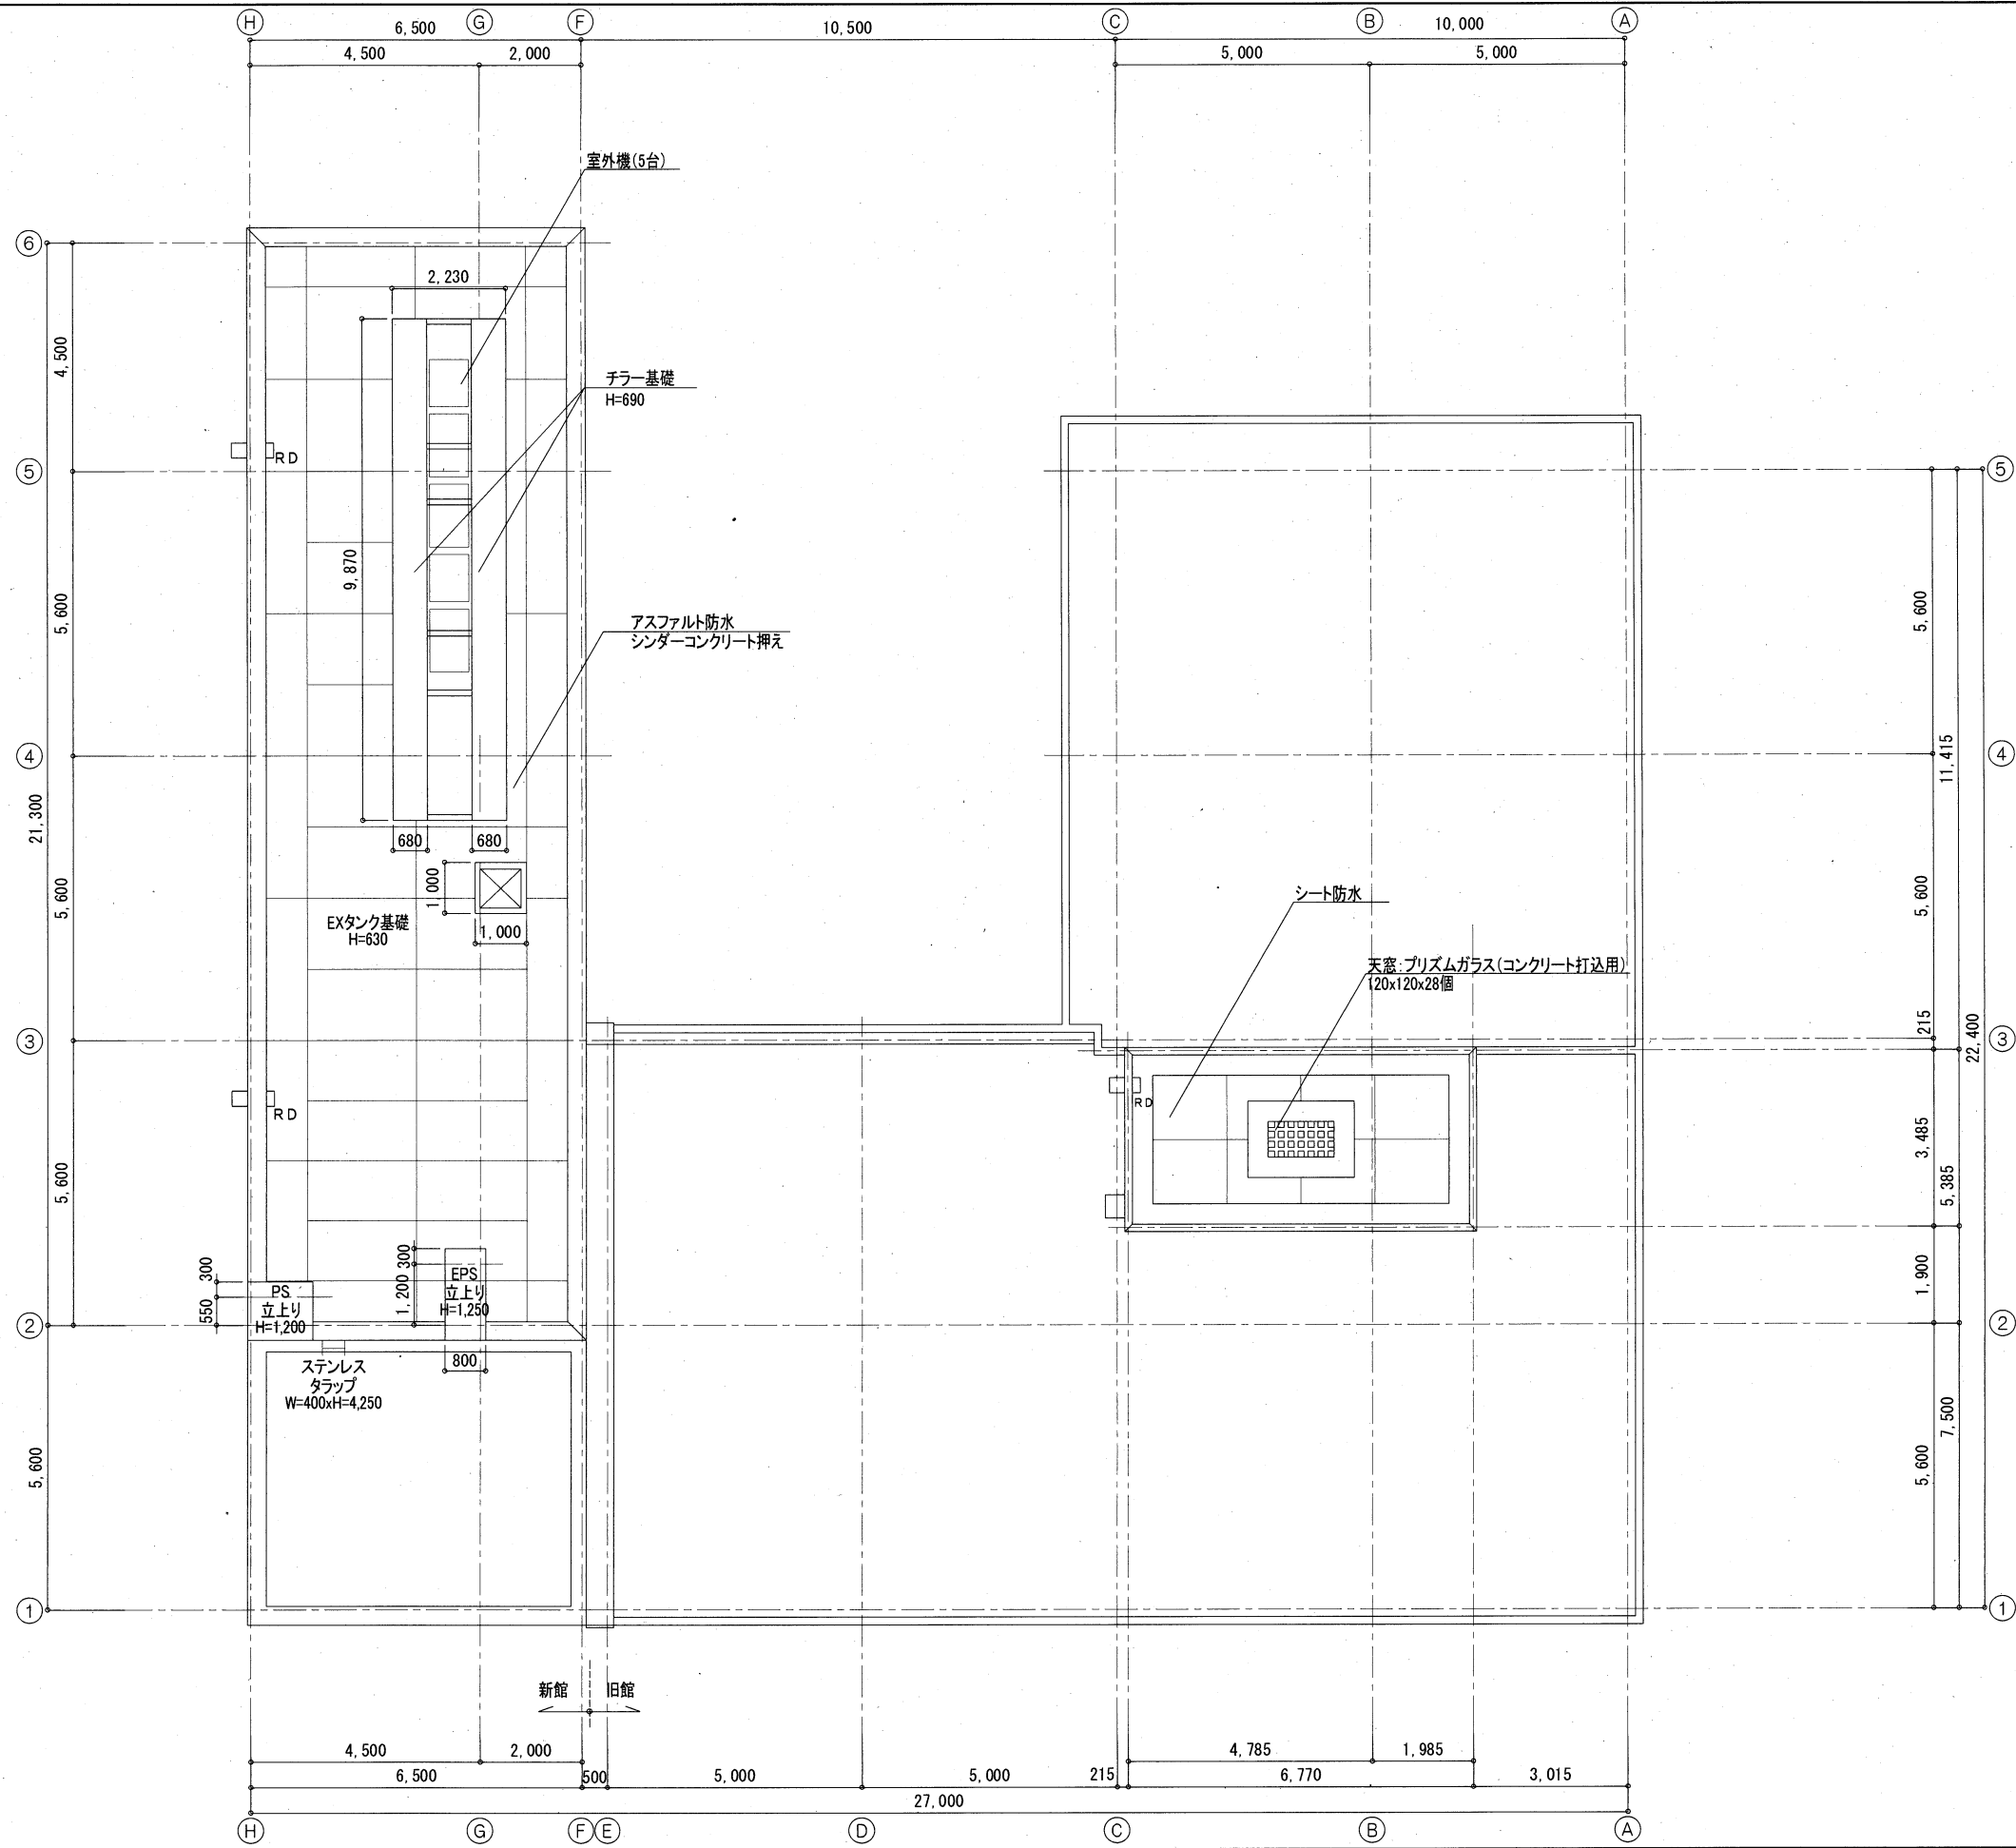 H
G
F
C
B
A
6,500
10,500
10,000
4,500
2,000
5,000
5,000
室外機(5台)
6
2,230
4,500
チラー基礎
H=690
RD
5
5
9,870
5,600
5,600
アスファルト防水
シンダーコンクリート押え
4
4
11,415
21,300
680
680
1,000
5,600
シート防水
5,600
EXタンク基礎
H=630
1,000
天窓:プリズムガラス(コンクリート打込用)
120x120x28個
215
22,400
3
3
RD
RD
3,485
5,385
5,600
300
300
EPS
立上り
H=1,250
PS
立上り
H=1,200
550
1,200
1,900
2
2
800
ステンレス
タラップ
W=400xH=4,250
7,500
5,600
5,600
1
1
新館
旧館
4,500
2,000
4,785
1,985
6,500
500
5,000
5,000
215
6,770
3,015
27,000
H
G
F
E
D
C
B
A